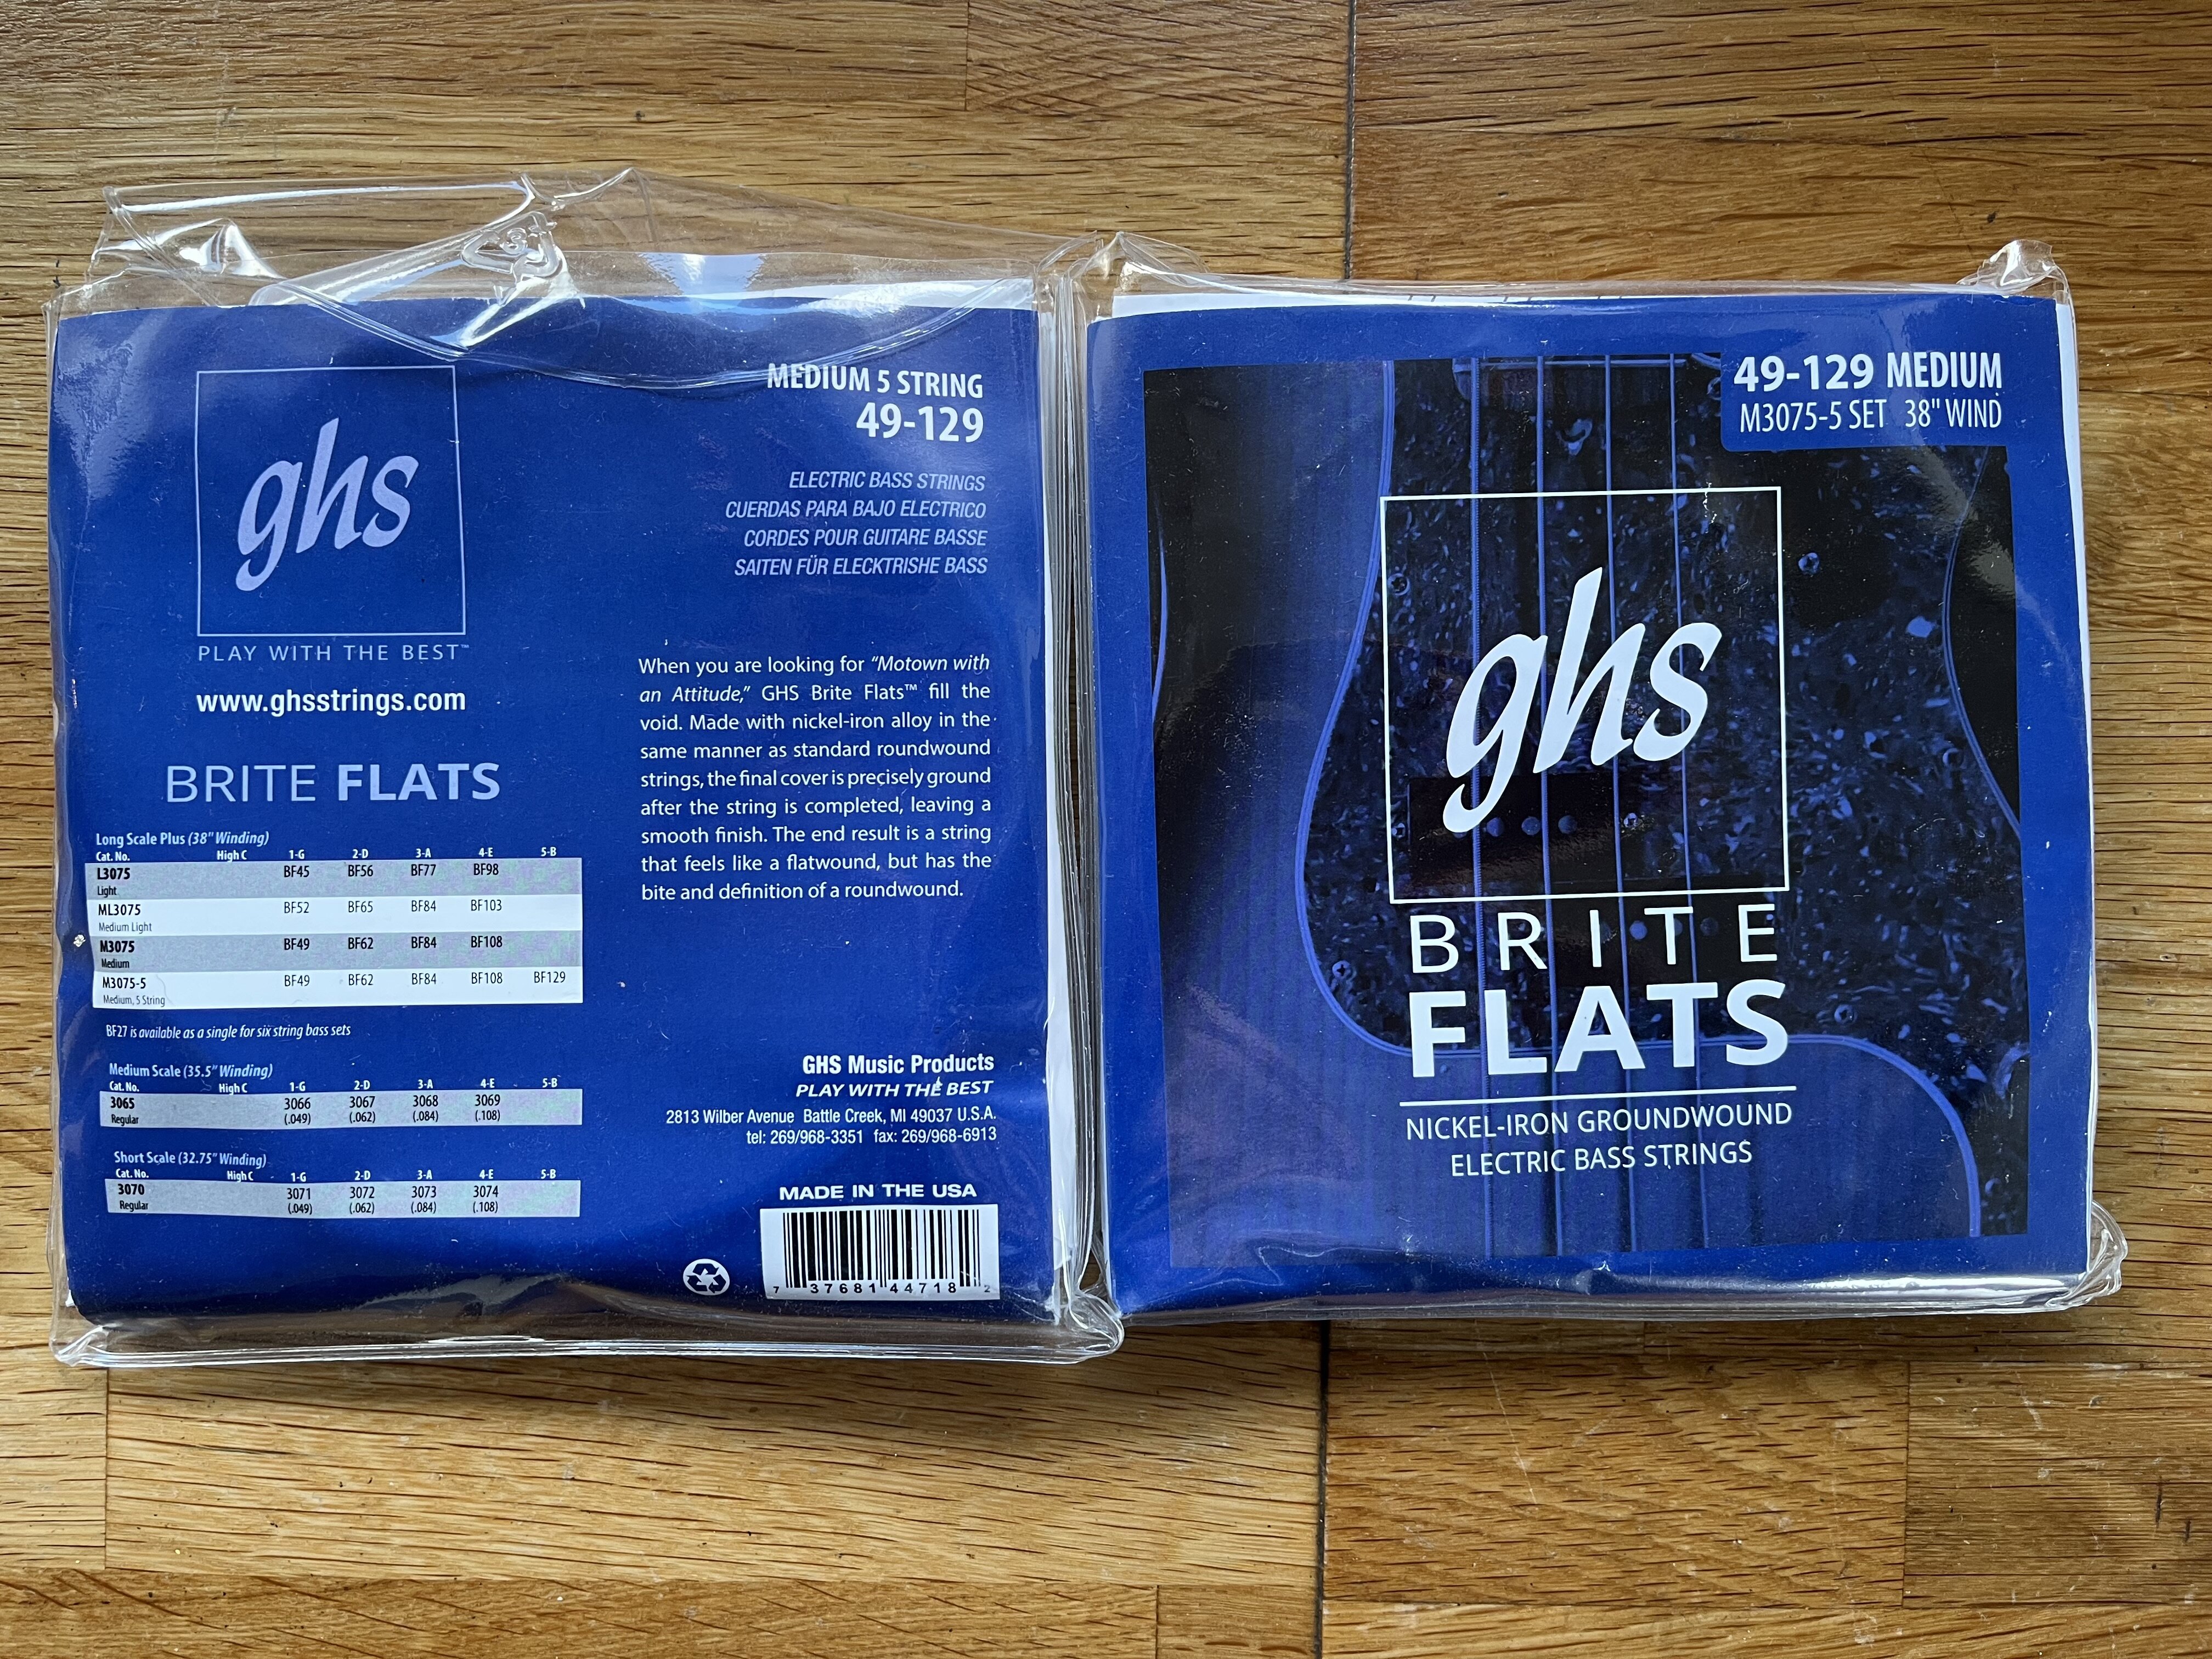 ghs
PLAY WITH THE BEST™
www.ghsstrings.com
BRITE FLATS
Long Scale Plus (38" Winding)
Cat. No. High C 1-G 2-D 3-A 4-E 5-B
L3075 BF45 BF56 BF77 BF98
Light
ML3075 BF52 BF65 BF84 BF103
Medium Light
M3075 BF49 BF62 BF84 BF108
Medium
M3075-5 BF49 BF62 BF84 BF108 BF129
Medium, 5 String
BF27 is available as a single for six string bass sets
Medium Scale (35.5" Winding)
Cat. No. High C 1-G 2-D 3-A 4-E 5-B
3065 3066 3067 3068 3069
Regular (.049) (.062) (.084) (.108)
Short Scale (32.75" Winding)
Cat. No. High C 1-G 2-D 3-A 4-E 5-B
3070 3071 3072 3073 3074
Regular (.049) (.062) (.084) (.108)
MEDIUM 5 STRING
49-129
ELECTRIC BASS STRINGS
CUERDAS PARA BAJO ELECTRICO
CORDES POUR GUITARE BASSE
SAITEN FÜR ELECKTRISHE BASS
When you are looking for "Motown with
an Attitude," GHS Brite Flats™ fill the
void. Made with nickel-iron alloy in the
same manner as standard roundwound
strings, the final cover is precisely ground
after the string is completed, leaving a
smooth finish. The end result is a string
that feels like a flatwound, but has the
bite and definition of a roundwound.
GHS Music Products
PLAY WITH THE BEST
2813 Wilber Avenue Battle Creek, MI 49037 U.S.A.
tel: 269/968-3351 fax: 269/968-6913
MADE IN THE USA
7 37681 44718 2
49-129 MEDIUM
M3075-5 SET 38" WIND
ghs
BRITE
FLATS
NICKEL-IRON GROUNDWOUND
ELECTRIC BASS STRINGS